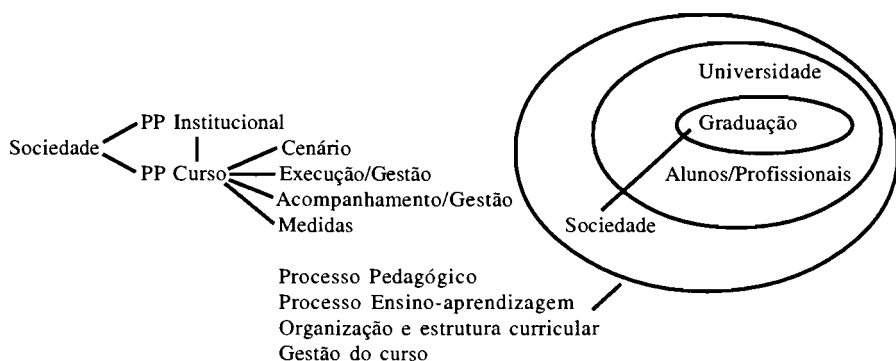 Sociedade
PP Institucional
PP Curso
Cenário
Execução/Gestão
Acompanhamento/Gestão
Medidas
Universidade
Graduação
Alunos/Profissionais
Sociedade
Processo Pedagógico
Processo Ensino-aprendizagem
Organização e estrutura curricular
Gestão do curso